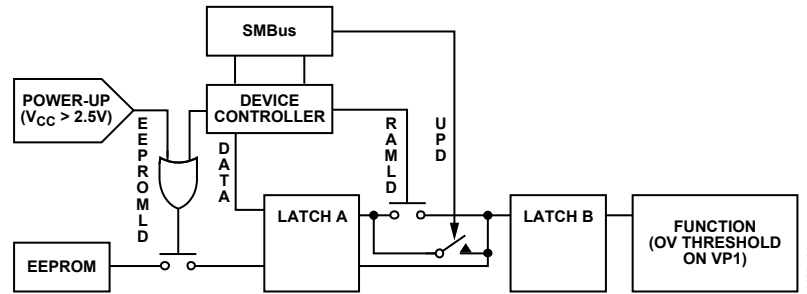 SMBus
POWER-UP
(VCC > 2.5V)
DEVICE
CONTROLLER
EEPROMLD
DATA
RAMLD
UPD
EEPROM
LATCH A
LATCH B
FUNCTION
(OV THRESHOLD
ON VP1)